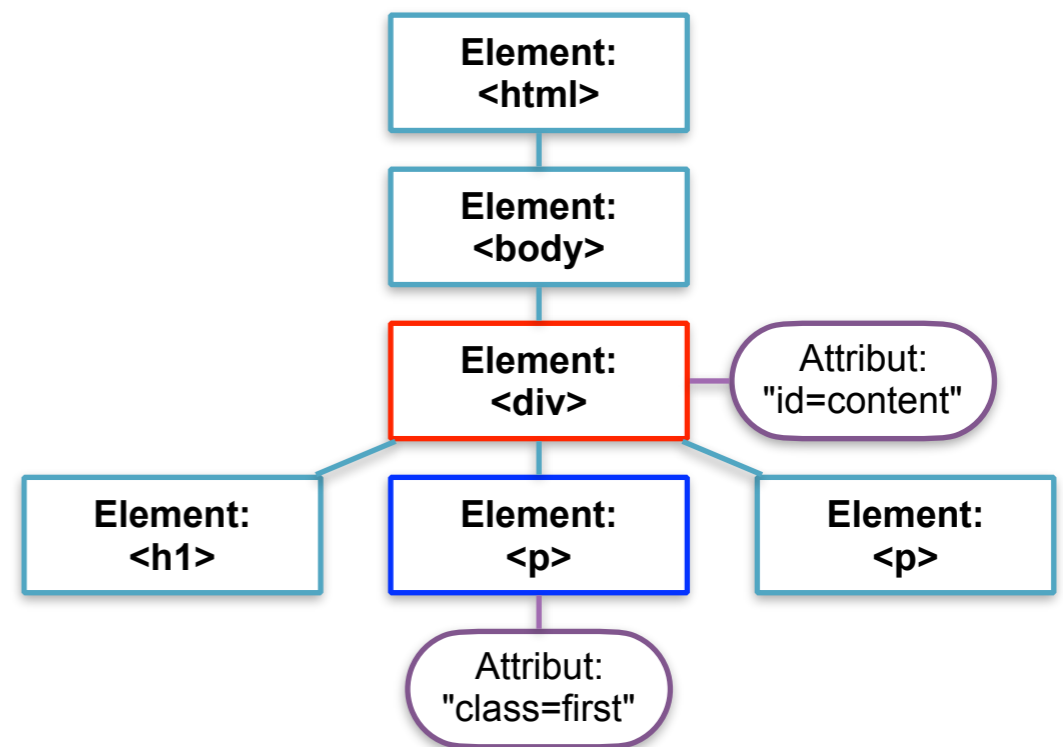 Element:
<html>
Element:
<body>
Element:
<div>
Attribut:
"id=content"
Element:
<h1>
Element:
<p>
Element:
<p>
Attribut:
"class=first"